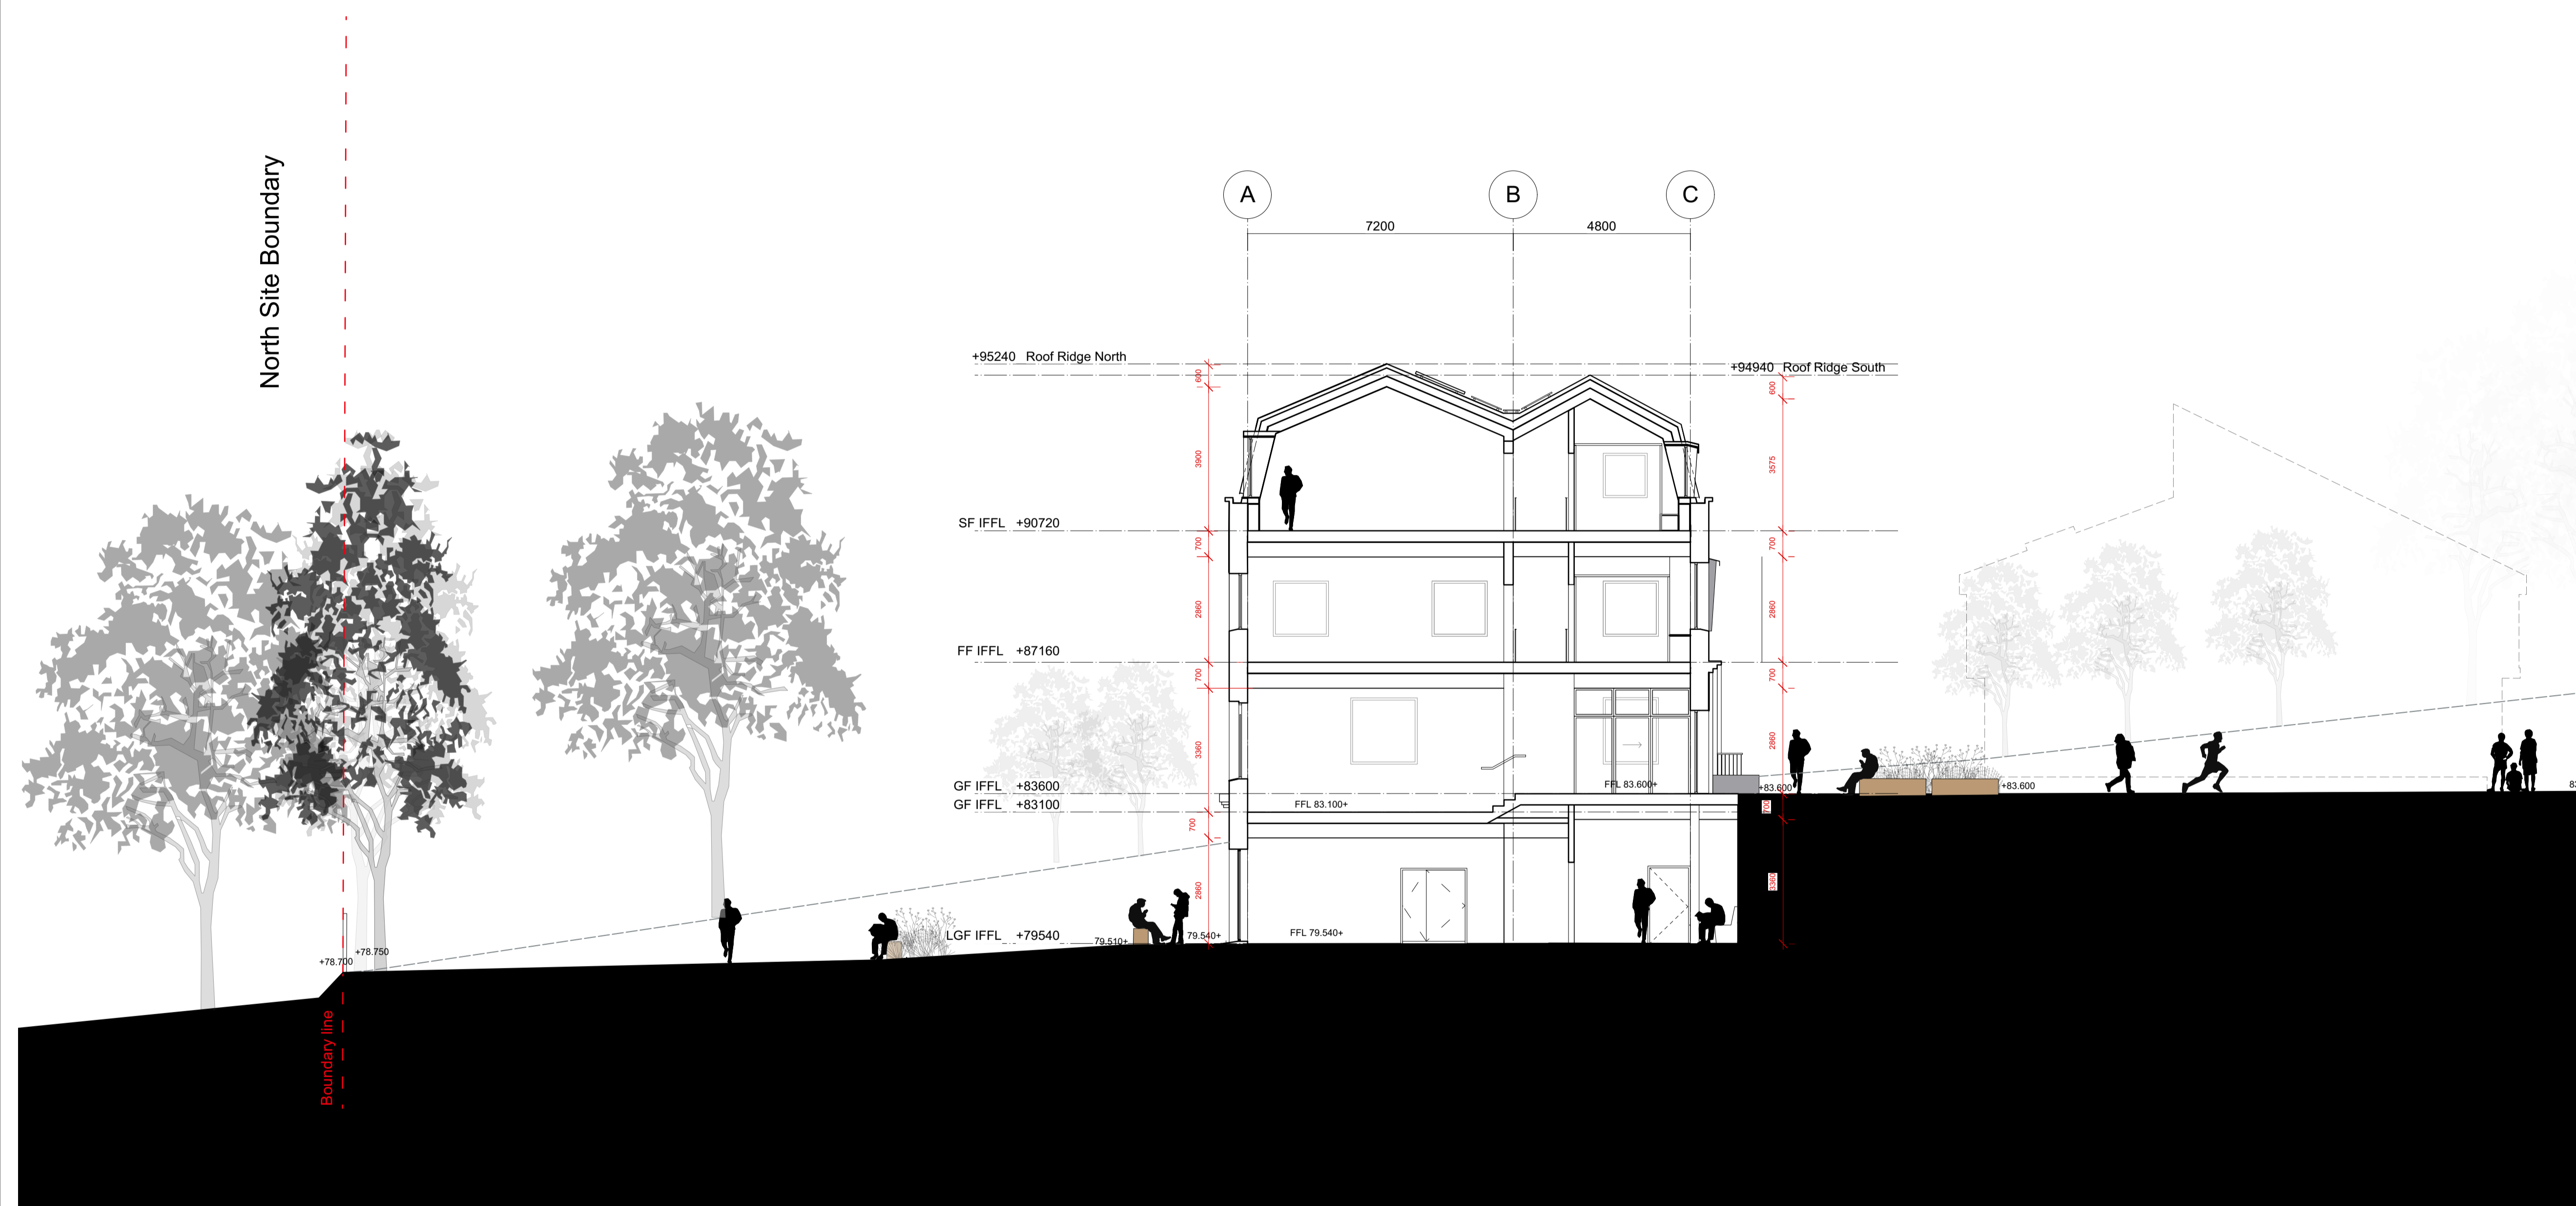 North Site Boundary
A
B
C
7200
4800
+95240 Roof Ridge North
+94940 Roof Ridge South
600
600
3900
3575
SF IFFL +90720
700
700
2860
2860
FF IFFL +87160
700
700
3360
2860
GF IFFL +83600
GF IFFL +83100
FFL 83.100+
FFL 83.600+
+83.600
+83.600
700
700
2860
3360
LGF IFFL +79540
79.510+
79.540+
FFL 79.540+
+78.750
+78.700
Boundary line